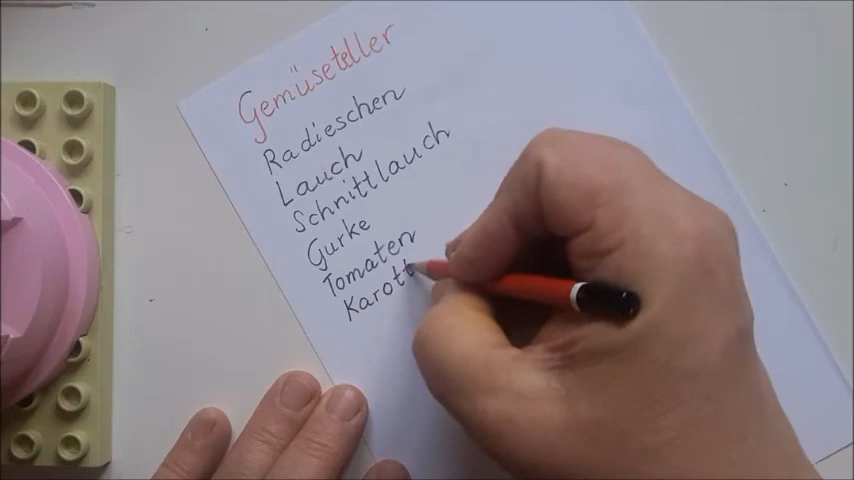 Gemüseteller
Radieschen
Lauch
Schnittlauch
Gurke
Tomaten
Karott